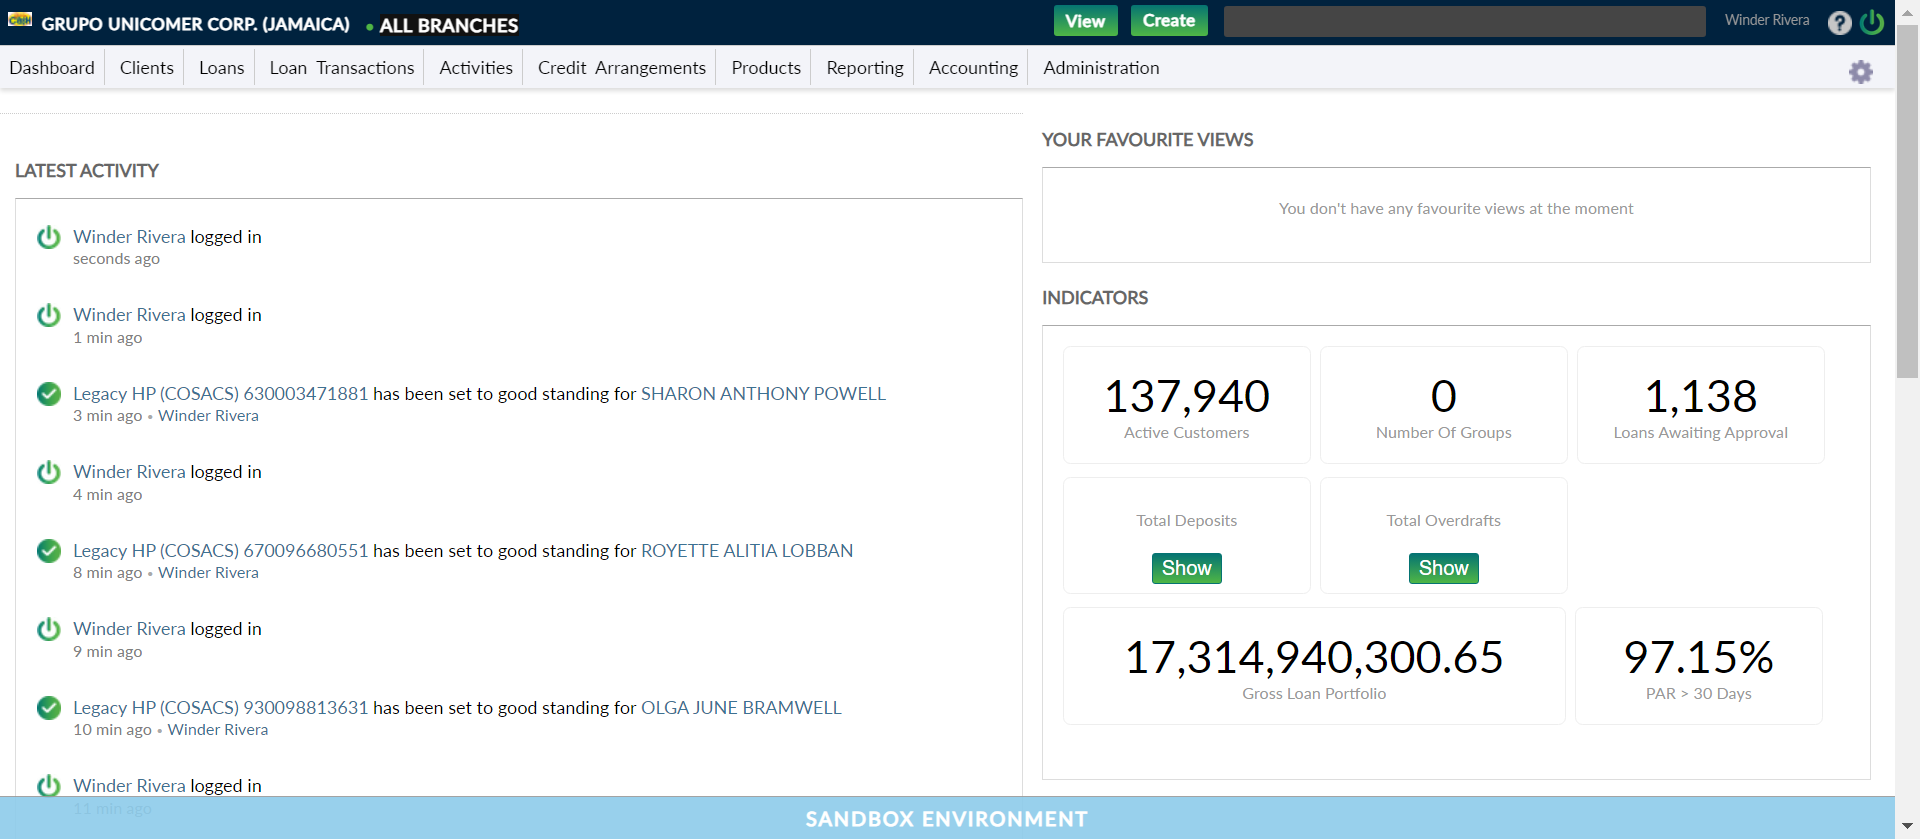 CASH
GRUPO UNICOMER CORP. (JAMAICA) • ALL BRANCHES
View
Create
Winder Rivera
?
Dashboard
Clients
Loans
Loan Transactions
Activities
Credit Arrangements
Products
Reporting
Accounting
Administration
LATEST ACTIVITY
Winder Rivera logged in
seconds ago
Winder Rivera logged in
1 min ago
Legacy HP (COSACS) 630003471881 has been set to good standing for SHARON ANTHONY POWELL
3 min ago • Winder Rivera
Winder Rivera logged in
4 min ago
Legacy HP (COSACS) 670096680551 has been set to good standing for ROYETTE ALITIA LOBBAN
8 min ago • Winder Rivera
Winder Rivera logged in
9 min ago
Legacy HP (COSACS) 930098813631 has been set to good standing for OLGA JUNE BRAMWELL
10 min ago • Winder Rivera
Winder Rivera logged in
11 min ago
YOUR FAVOURITE VIEWS
You don't have any favourite views at the moment
INDICATORS
137,940
Active Customers
0
Number Of Groups
1,138
Loans Awaiting Approval
Total Deposits
Show
Total Overdrafts
Show
17,314,940,300.65
Gross Loan Portfolio
97.15%
PAR > 30 Days
SANDBOX ENVIRONMENT